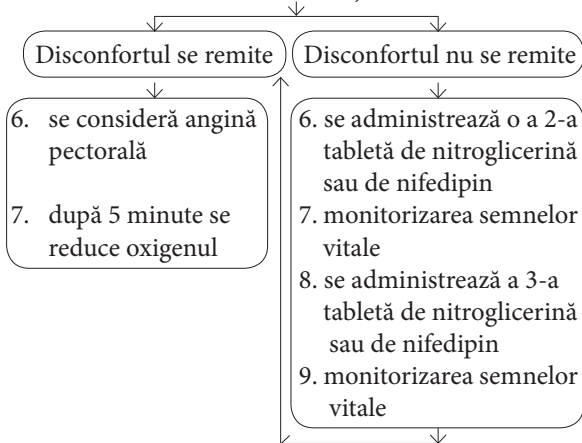 Disconfortul se remite
Disconfortul nu se remite
6. se consideră angină
pectorală
7. după 5 minute se
reduce oxigenul
6. se administrează o a 2-a
tabletă de nitroglicerină
sau de nifedipin
7. monitorizarea semnelor
vitale
8. se administrează a 3-a
tabletă de nitroglicerină
sau de nifedipin
9. monitorizarea semnelor
vitale